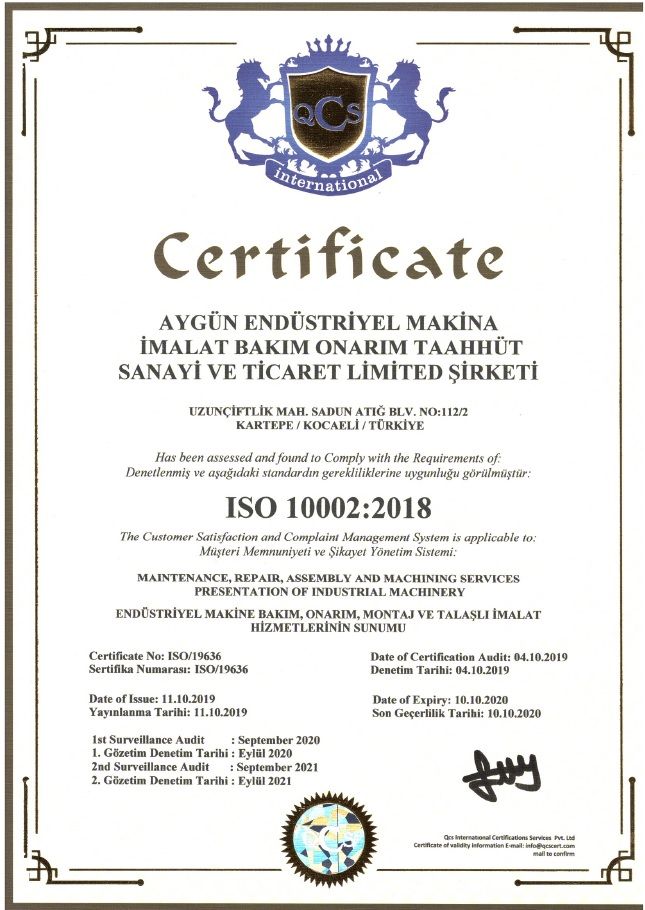 QCS
international
Certificate
AYGÜN ENDÜSTRİYEL MAKİNA
İMALAT BAKIM ONARIM TAAHHÜT
SANAYİ VE TİCARET LİMİTED ŞİRKETİ
UZUNÇİFTLİK MAH. SADUN ATIĞ BLV. NO:112/2
KARTEPE / KOCAELİ / TÜRKİYE
Has been assessed and found to Comply with the Requirements of:
Denetlenmiş ve aşağıdaki standardın gerekliliklerine uygunluğu görülmüştür:
ISO 10002:2018
The Customer Satisfaction and Complaint Management System is applicable to:
Müşteri Memnuniyeti ve Şikayet Yönetim Sistemi:
MAINTENANCE, REPAIR, ASSEMBLY AND MACHINING SERVICES
PRESENTATION OF INDUSTRIAL MACHINERY
ENDÜSTRİYEL MAKİNE BAKIM, ONARIM, MONTAJ VE TALAŞLI İMALAT
HİZMETLERİNİN SUNUMU
Certificate No: ISO/19636
Sertifika Numarası: ISO/19636
Date of Certification Audit: 04.10.2019
Denetim Tarihi: 04.10.2019
Date of Issue: 11.10.2019
Yayınlanma Tarihi: 11.10.2019
Date of Expiry: 10.10.2020
Son Geçerlilik Tarihi: 10.10.2020
1st Surveillance Audit : September 2020
1. Gözetim Denetim Tarihi : Eylül 2020
2nd Surveillance Audit : September 2021
2. Gözetim Denetim Tarihi : Eylül 2021
Qcs International Certifications Services Pvt. Ltd
Certificate of validity information E-mail: info@qcscert.com
mail to confirm